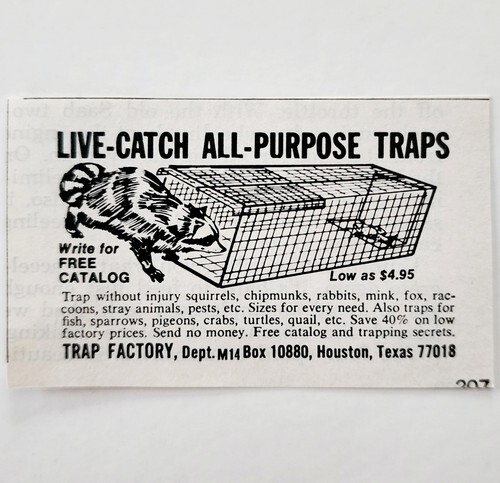 LIVE-CATCH ALL-PURPOSE TRAPS
Write for
FREE
CATALOG
Low as $4.95
Trap without injury squirrels, chipmunks, rabbits, mink, fox, rac-
coons, stray animals, pests, etc. Sizes for every need. Also traps for
fish, sparrows, pigeons, crabs, turtles, quail, etc. Save 40% on low
factory prices. Send no money. Free catalog and trapping secrets.
TRAP FACTORY, Dept. M14 Box 10880, Houston, Texas 77018
207